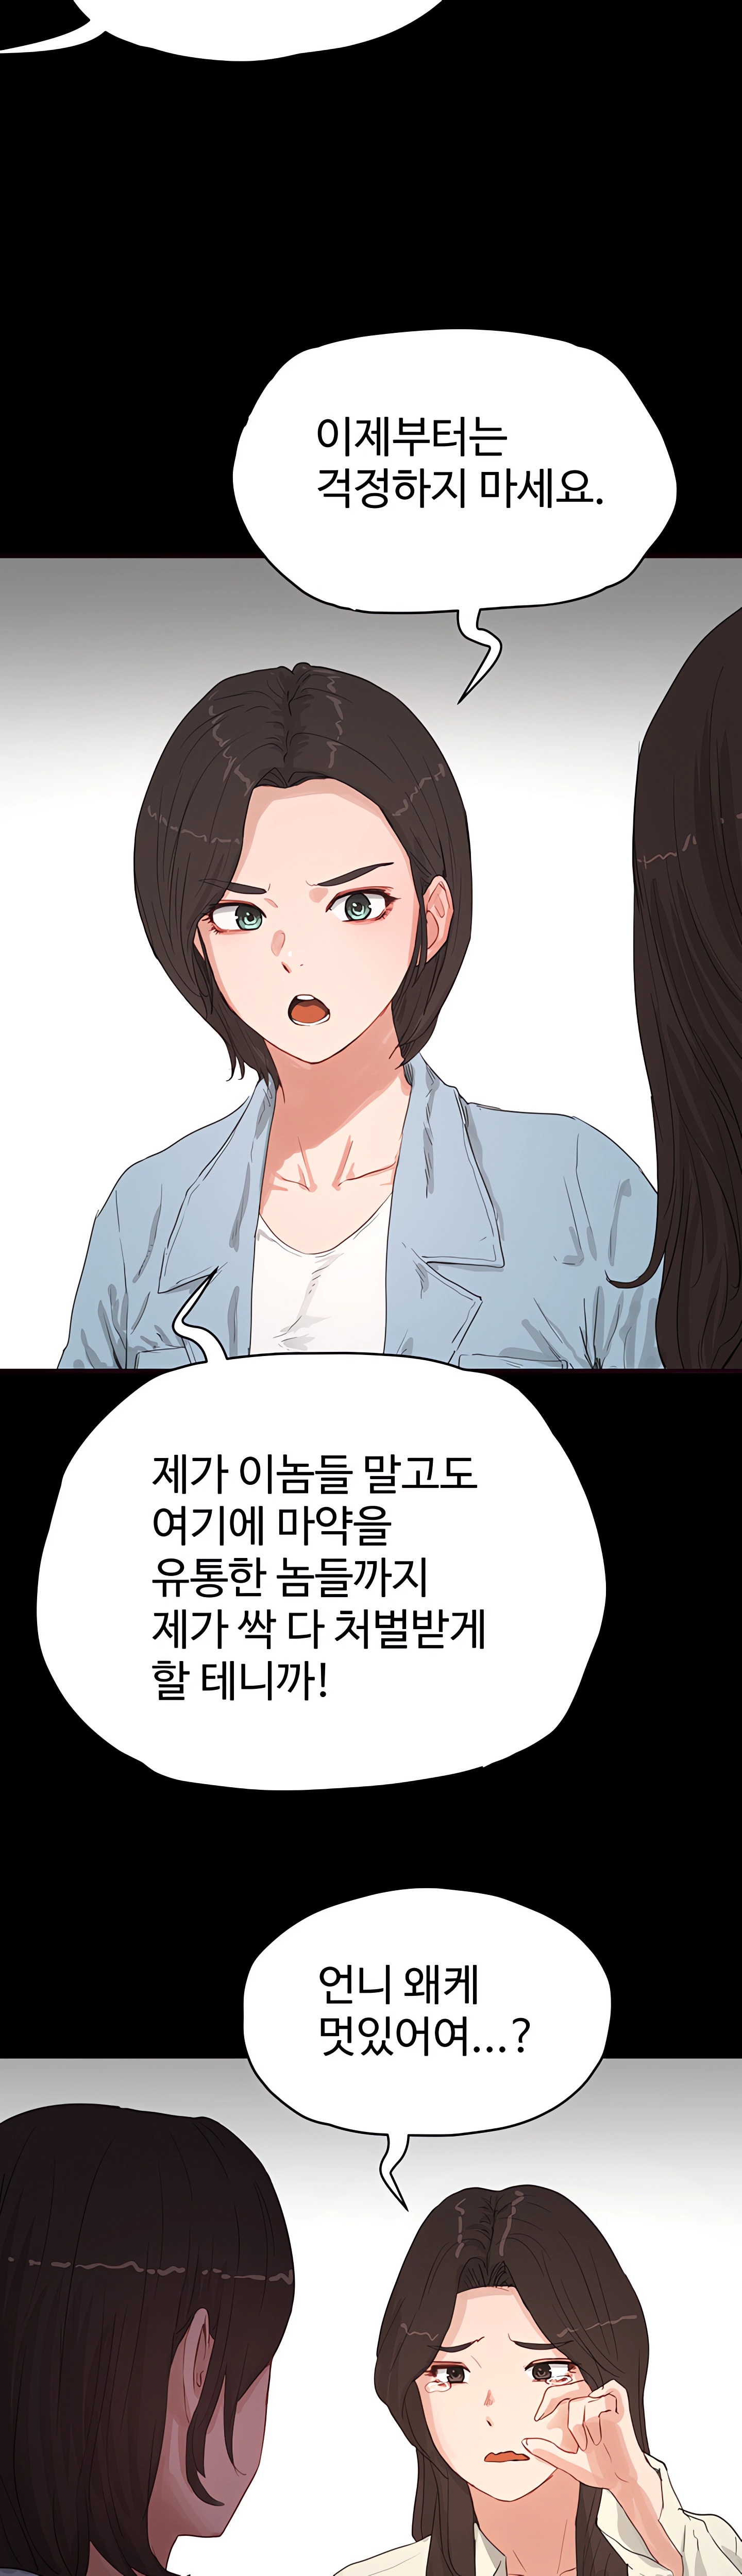 이제부터는
걱정하지 마세요.
제가 이놈들 말고도
여기에 마약을
유통한 놈들까지
제가 싹 다 처벌받게
할 테니까!
언니 왜케
멋있어여...?